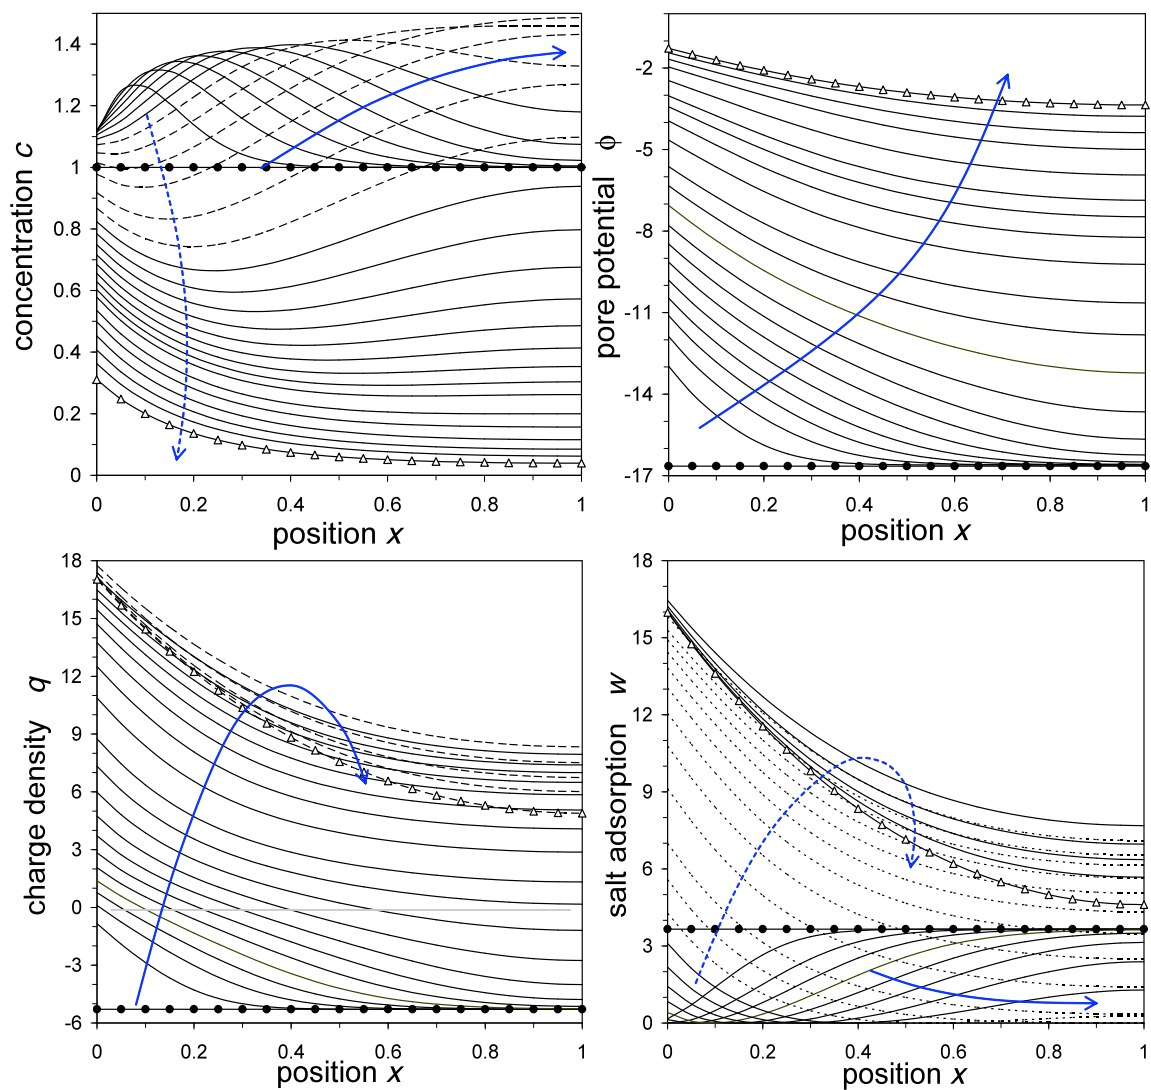 1.4
1.2
1
0.8
0.6
0.4
0.2
0
concentration c
0 0.2 0.4 0.6 0.8 1
position x
-2
-5
-8
-11
-14
-17
pore potential ϕ
0 0.2 0.4 0.6 0.8 1
position x
18
15
12
9
6
3
0
-3
-6
charge density q
0 0.2 0.4 0.6 0.8 1
position x
18
15
12
9
6
3
0
salt adsorption w
0 0.2 0.4 0.6 0.8 1
position x